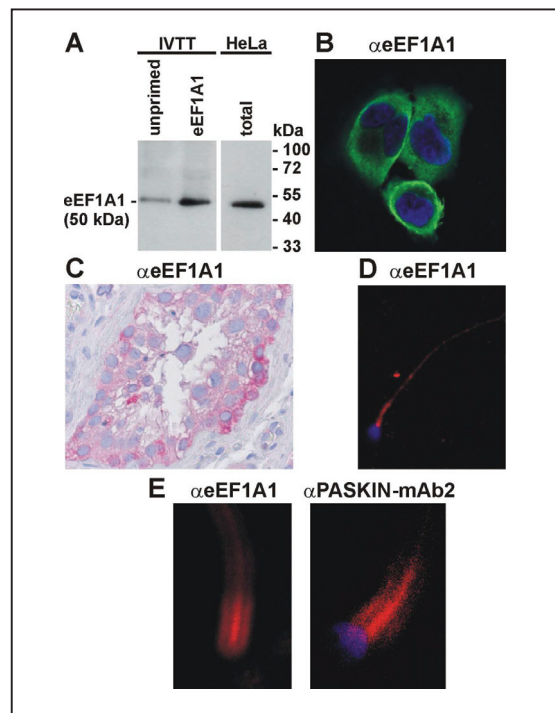 A
IVTT
HeLa
unprimed
eEF1A1
total
kDa
- 100
- 72
- 55
- 40
- 33
eEF1A1 -
(50 kDa)
B
αeEF1A1
C
αeEF1A1
D
αeEF1A1
E
αeEF1A1
αPASKIN-mAb2